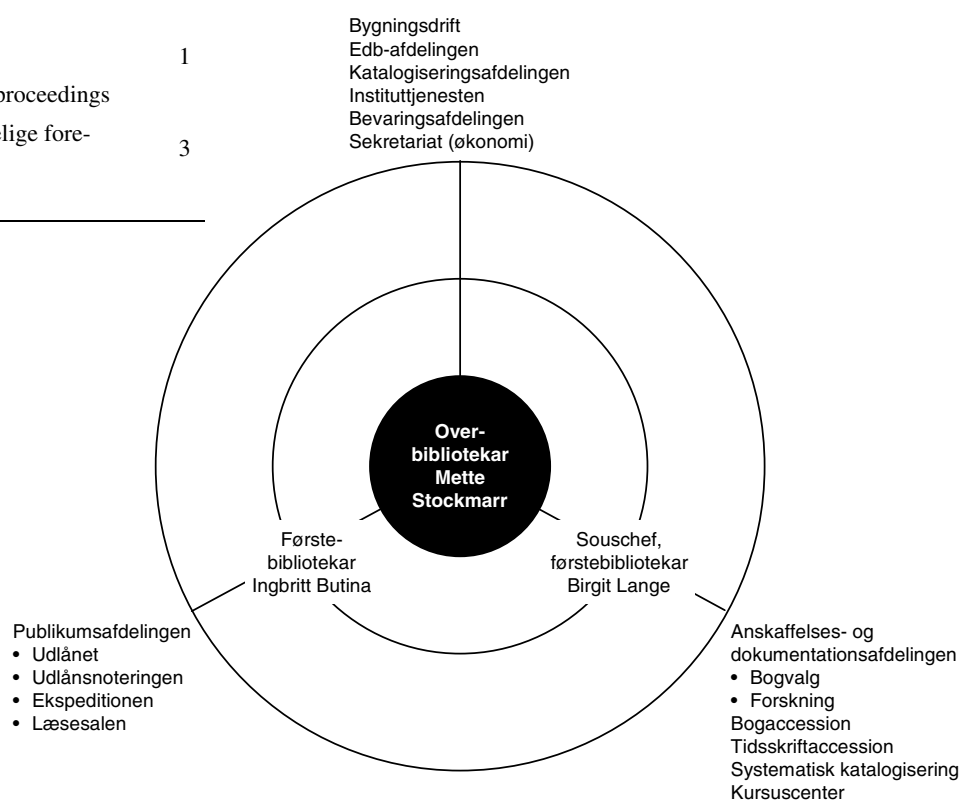 1
proceedings
elige fore-
3
Bygningsdrift
Edb-afdelingen
Katalogiseringsafdelingen
Instituttjenesten
Bevaringsafdelingen
Sekretariat (økonomi)
Over-
bibliotekar
Mette
Stockmarr
Første-
bibliotekar
Ingbritt Butina
Souschef,
førstebibliotekar
Birgit Lange
Publikumsafdelingen
• Udlånet
• Udlånsnoteringen
• Ekspeditionen
• Læsesalen
Anskaffelses- og
dokumentationsafdelingen
• Bogvalg
• Forskning
Bogaccession
Tidsskriftaccession
Systematisk katalogisering
Kursuscenter